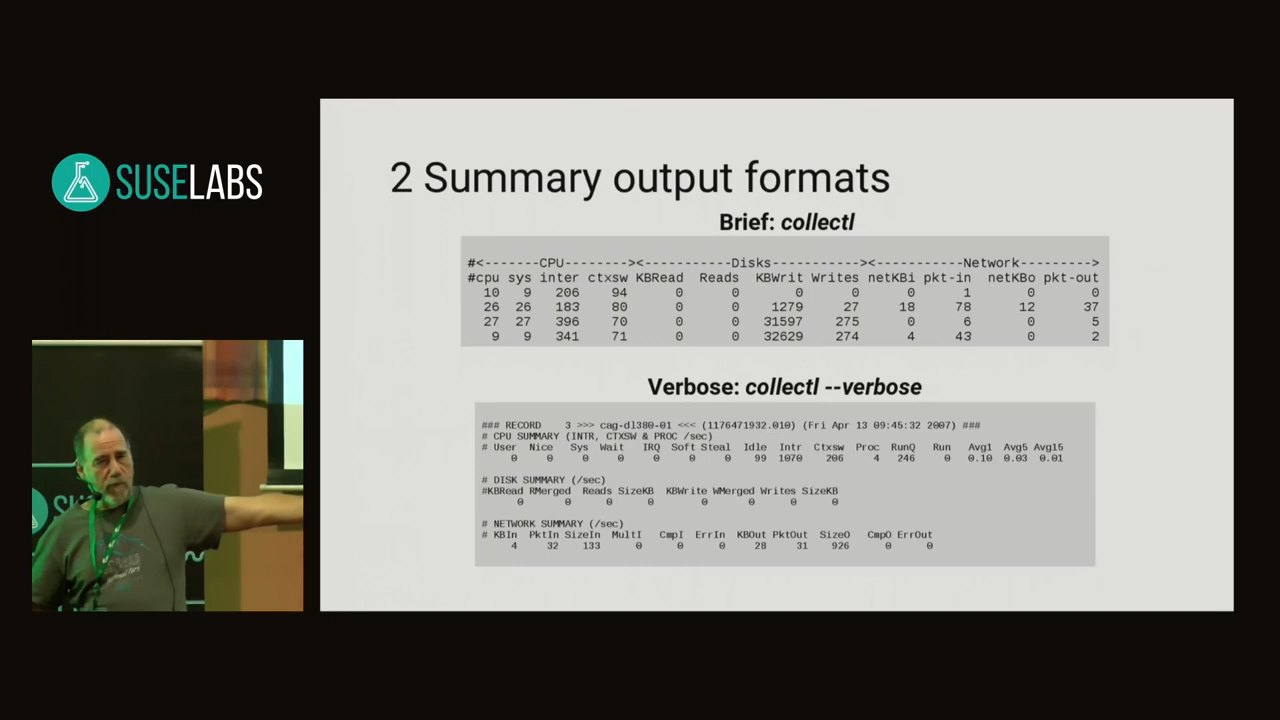 SUSELABS
2 Summary output formats
Brief: collectl
#<-------CPU-------><-----------Disks-----------><-----------Network---------->
#cpu sys inter ctxsw KBRead Reads KBWrit Writes netKBi pkt-in netKBo pkt-out
10 9 206 94 0 0 0 0 0 1 0 0
26 26 183 80 0 0 1279 27 18 78 12 37
27 27 396 70 0 0 31597 275 0 6 0 5
9 9 341 71 0 0 32629 274 4 43 0 2
Verbose: collectl --verbose
### RECORD 3 >>> cag-dl380-01 <<< (1176471932.010) (Fri Apr 13 09:45:32 2007) ###
# CPU SUMMARY (INTR, CTXSW & PROC /sec)
# User Nice Sys Wait IRQ Soft Steal Idle Intr Ctxsw Proc RunQ Run Avg1 Avg5 Avg15
0 0 0 0 0 0 0 99 1070 206 4 246 0 0.10 0.03 0.01
# DISK SUMMARY (/sec)
#KBRead RMerged Reads SizeKB KBWrite WMerged Writes SizeKB
0 0 0 0 0 0 0 0
# NETWORK SUMMARY (/sec)
# KBIn PktIn SizeIn MultI CmpI ErrIn KBOut PktOut SizeO CmpO ErrOut
4 32 133 0 0 0 28 31 926 0 0